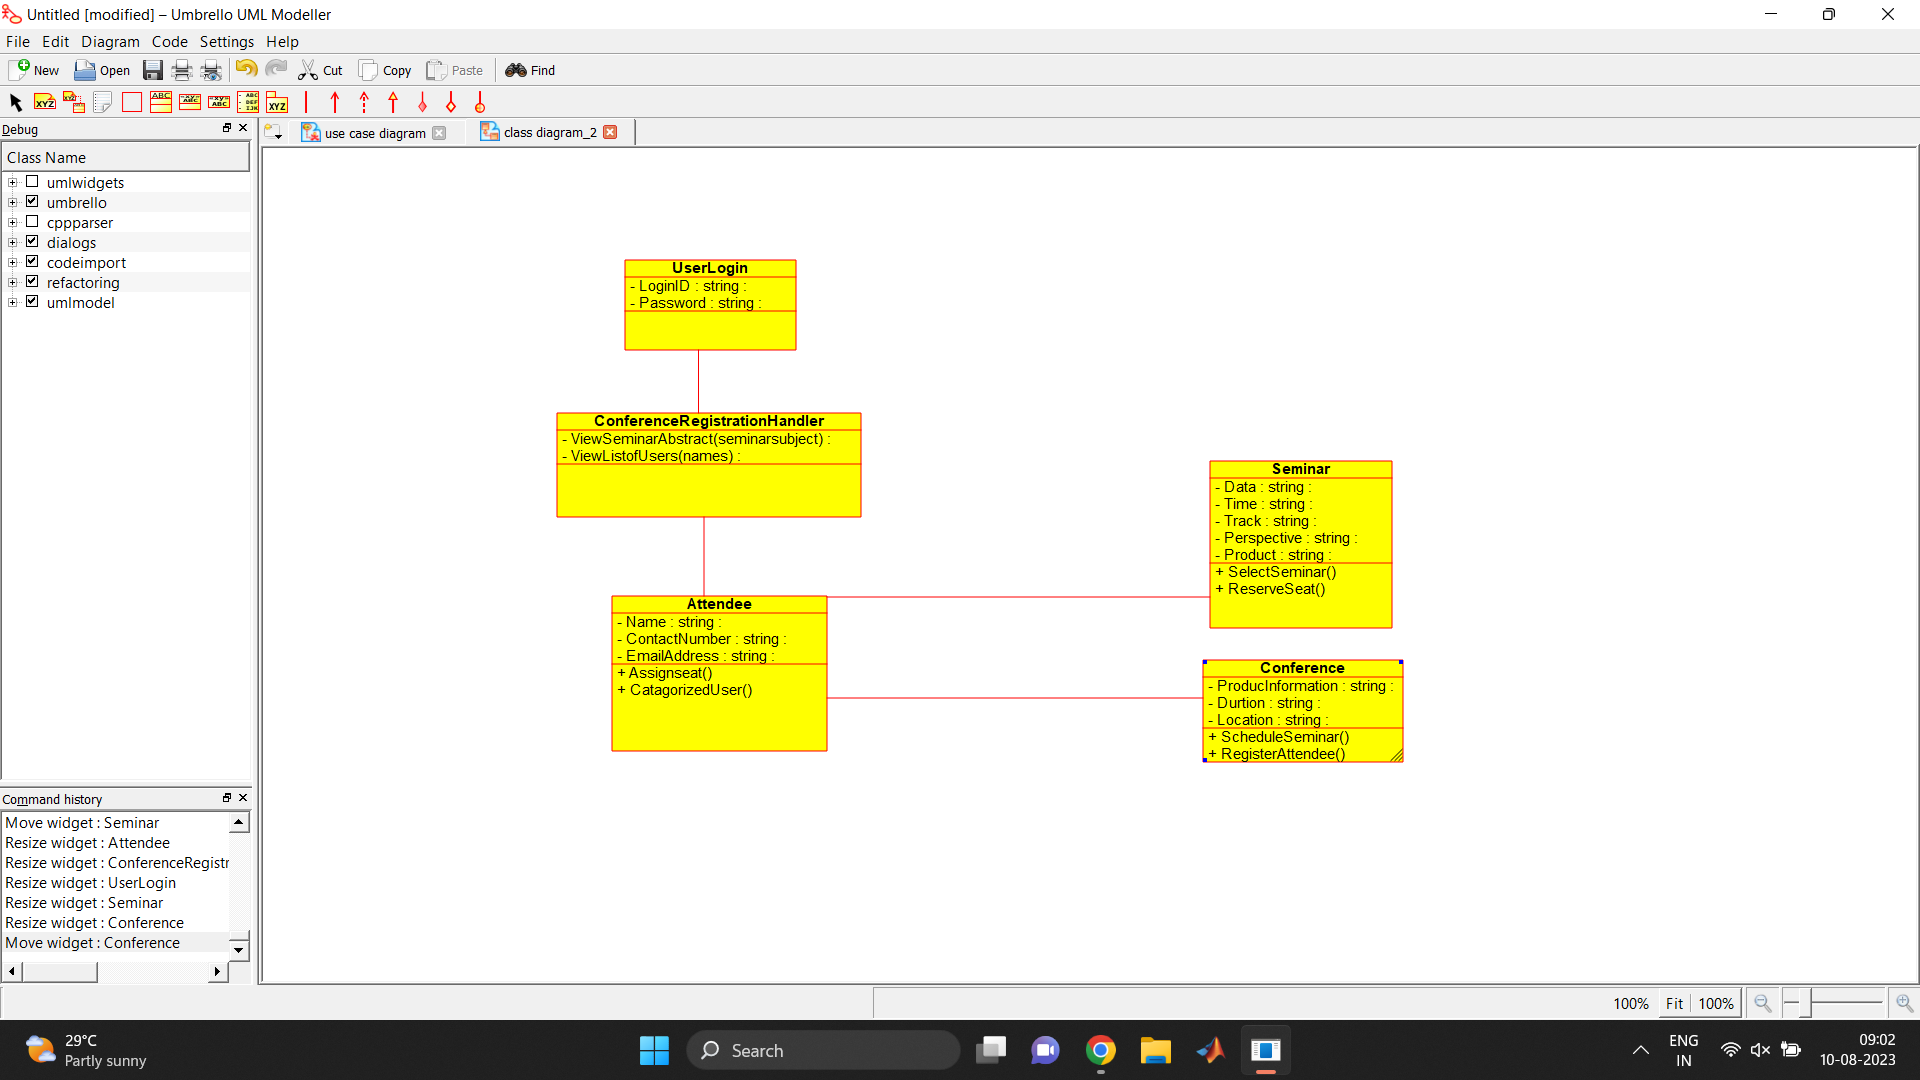 Untitled [modified] – Umbrello UML Modeller
File Edit Diagram Code Settings Help
New Open Cut Copy Paste Find
Debug
use case diagram
class diagram_2
Class Name
umlwidgets
umbrello
cppparser
dialogs
codeimport
refactoring
umlmodel
UserLogin
- LoginID : string :
- Password : string :
ConferenceRegistrationHandler
- ViewSeminarAbstract(seminarsubject) :
- ViewListofUsers(names) :
Seminar
- Data : string :
- Time : string :
- Track : string :
- Perspective : string :
- Product : string :
+ SelectSeminar()
+ ReserveSeat()
Attendee
- Name : string :
- ContactNumber : string :
- EmailAddress : string :
+ Assignseat()
+ CatagorizedUser()
Conference
- ProducInformation : string :
- Durtion : string :
- Location : string :
+ ScheduleSeminar()
+ RegisterAttendee()
Command history
Move widget : Seminar
Resize widget : Attendee
Resize widget : ConferenceRegistr
Resize widget : UserLogin
Resize widget : Seminar
Resize widget : Conference
Move widget : Conference
100% Fit 100%
29°C
Partly sunny
Search
ENG
IN
09:02
10-08-2023